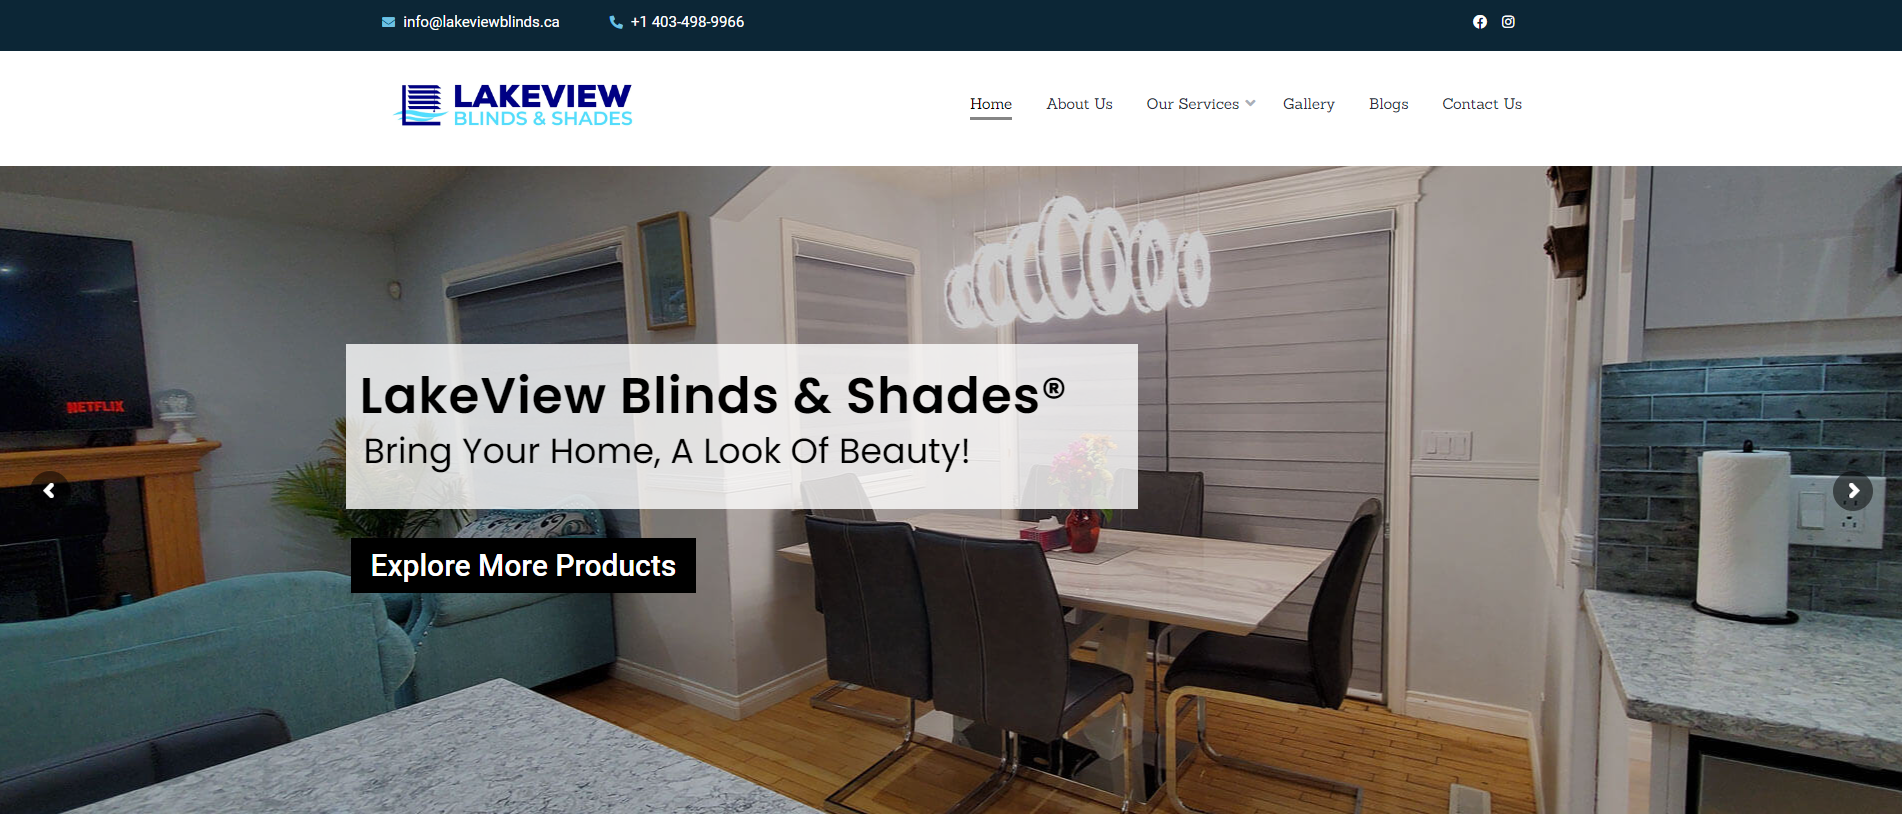 info@lakeviewblinds.ca
+1 403-498-9966
LAKEVIEW
BLINDS & SHADES
Home
About Us
Our Services
Gallery
Blogs
Contact Us
NETFLIX
LakeView Blinds & Shades®
Bring Your Home, A Look Of Beauty!
Explore More Products